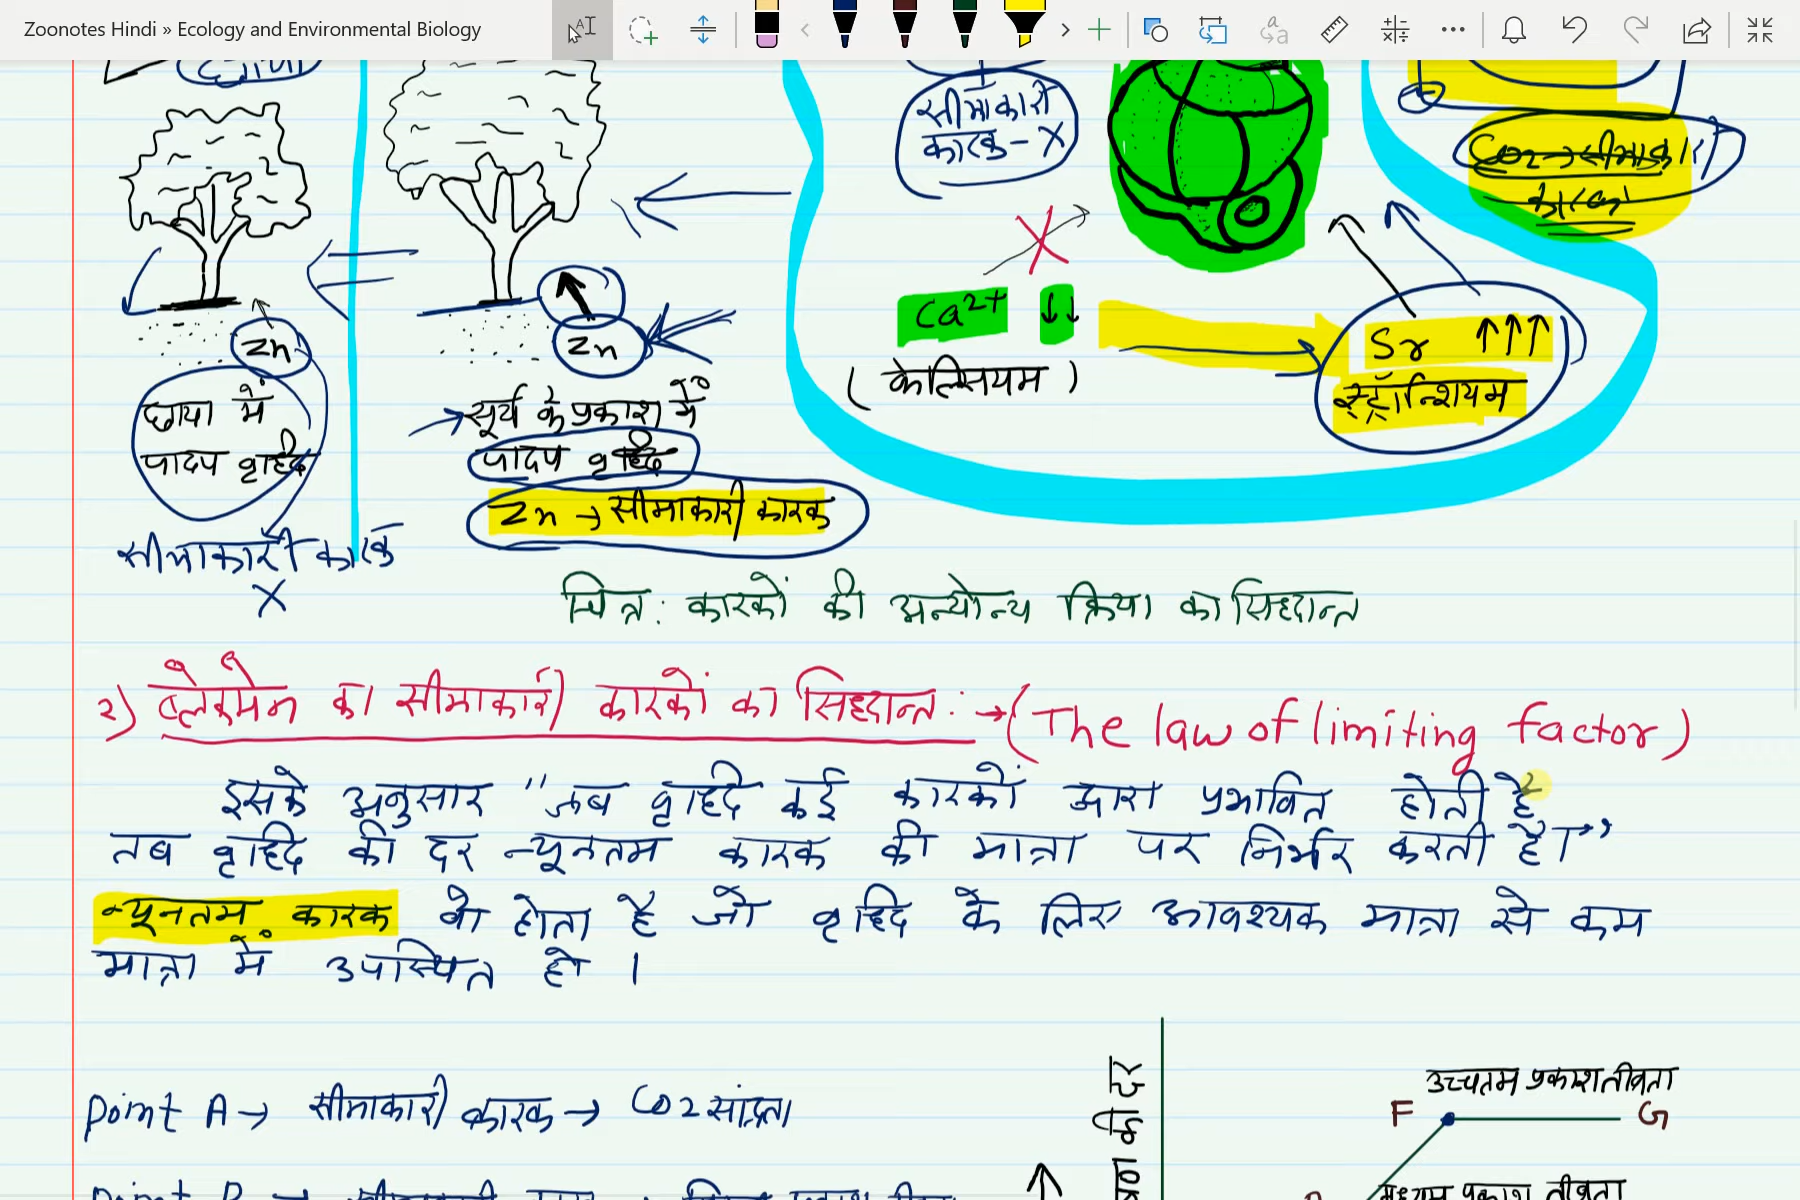 Zoonotes Hindi » Ecology and Environmental Biology
सीमाकारी
कारक - X
CO2 → सीमाकारी
कारक
Zn
Zn
Ca2+ ↓↓
Sr ↑↑↑
(केल्सियम)
स्ट्रॉन्शियम
छाया में
पादप वृद्धि
→ सूर्य के प्रकाश में
पादप वृद्धि
Zn → सीमाकारी कारक
सीमाकारी कारक
X
चित्र: कारकों की अन्योन्य क्रिया का सिद्धान्त
२) ब्लेकमेन का सीमाकारी कारकों का सिद्धान्त :→ (The law of limiting factor)
इसके अनुसार "जब वृद्धि कई कारकों द्वारा प्रभावित होती है
तब वृद्धि की दर न्यूनतम कारक की मात्रा पर निर्भर करती है।"
न्यूनतम कारक वो होता है जो वृद्धि के लिए आवश्यक मात्रा से कम
मात्रा में उपस्थित हो ।
उच्चतम प्रकाश तीव्रता
Point A → सीमाकारी कारक → CO2 सांद्रता
F G
मध्यम प्रकाश तीव्रता